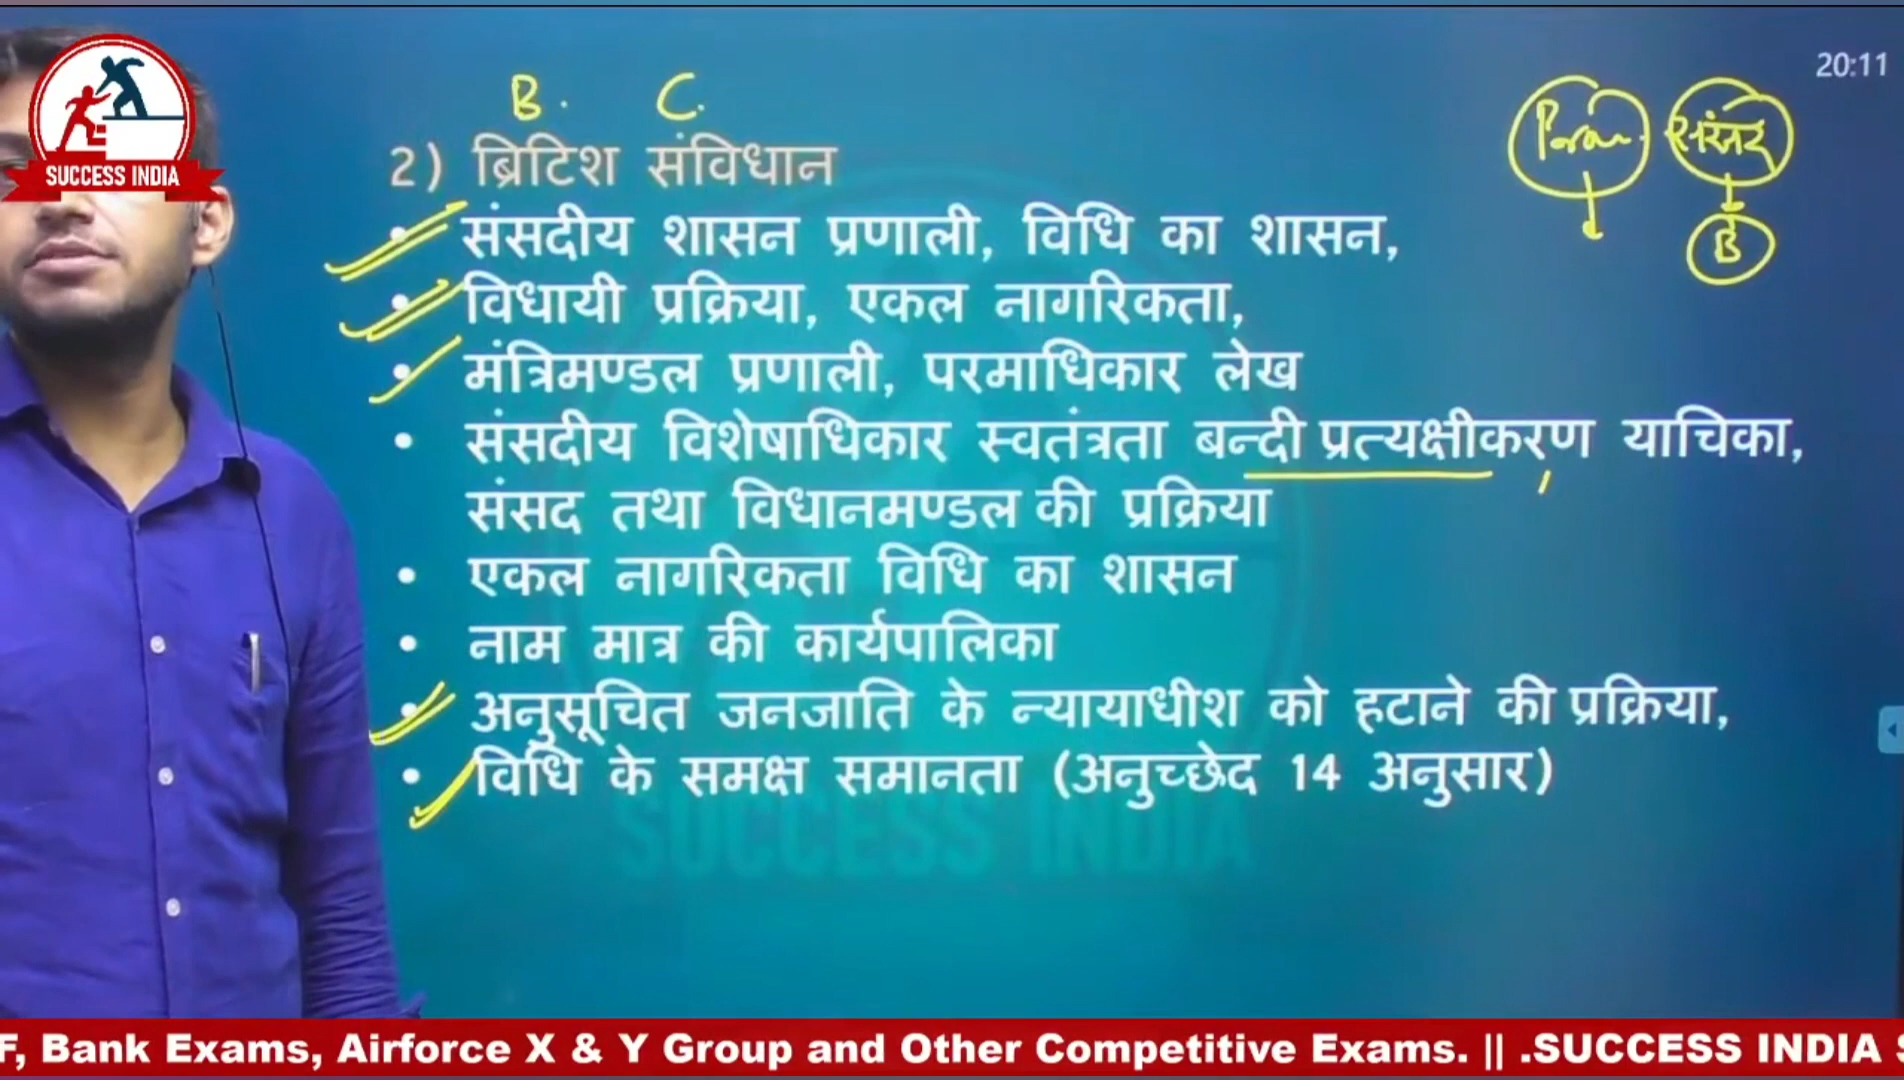 20:11
B. C.
SUCCESS INDIA
2) ब्रिटिश संविधान
संसद
B
• संसदीय शासन प्रणाली, विधि का शासन,
• विधायी प्रक्रिया, एकल नागरिकता,
• मंत्रिमण्डल प्रणाली, परमाधिकार लेख
• संसदीय विशेषाधिकार स्वतंत्रता बन्दी प्रत्यक्षीकरण याचिका,
संसद तथा विधानमण्डल की प्रक्रिया
• एकल नागरिकता विधि का शासन
• नाम मात्र की कार्यपालिका
• अनुसूचित जनजाति के न्यायाधीश को हटाने की प्रक्रिया,
• विधि के समक्ष समानता (अनुच्छेद 14 अनुसार)
SUCCESS INDIA
F, Bank Exams, Airforce X & Y Group and Other Competitive Exams. || .SUCCESS INDIA